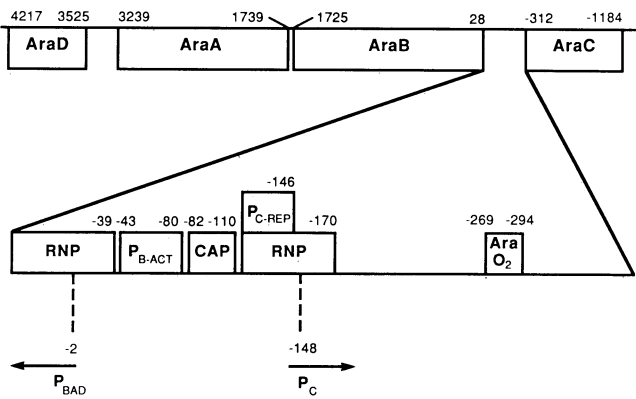 4217 3525 3239 1739 1725 28 -312 -1184
AraD AraA AraB AraC
-146
-39 -43 -80 -82 -110 P_C-REP -170 -269 -294
RNP P_B-ACT CAP RNP Ara
O₂
-2 -148
P_BAD P_C